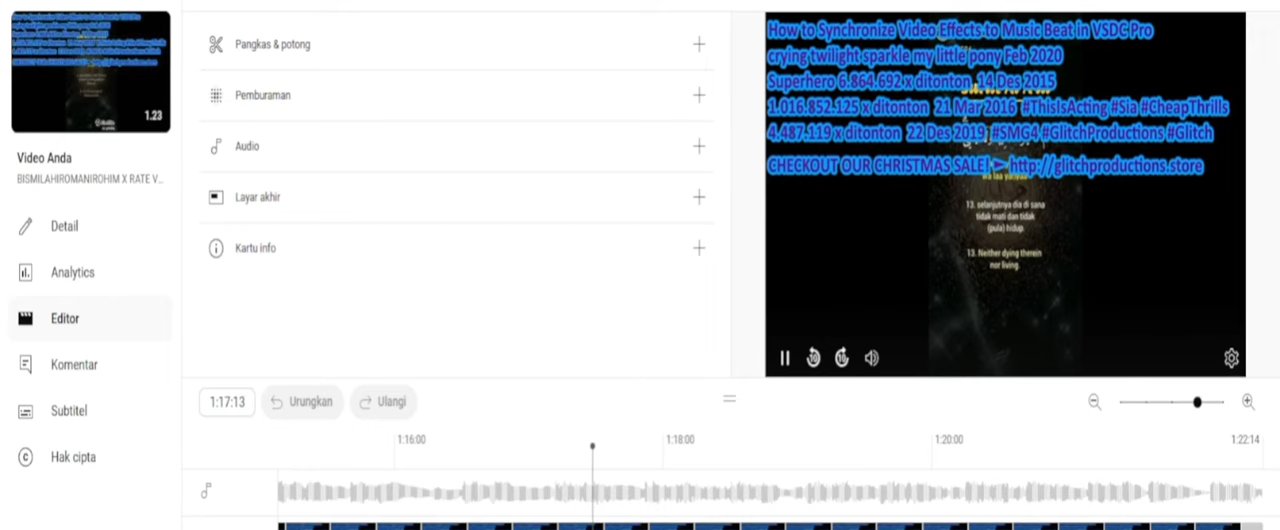 1.23
Video Anda
BISMILAHIROMANIROHIM X RATE V...
Detail
Analytics
Editor
Komentar
Subtitel
Hak cipta
Pangkas & potong
Pemburaman
Audio
Layar akhir
Kartu info
How to Synchronize Video Effects to Music Beat in VSDC Pro
crying twilight sparkle my little pony Feb 2020
Superhero 6.864.692 x ditonton 14 Des 2015
1.016.852.125 x ditonton 21 Mar 2016 #ThisIsActing #Sia #CheapThrills
4.487.119 x ditonton 22 Des 2019 #SMG4 #GlitchProductions #Glitch
CHECKOUT OUR CHRISTMAS SALE! ► http://glitchproductions.store
13. selanjutnya dia di sana
tidak mati dan tidak
(pula) hidup.
13. Neither dying therein
nor living.
10
10
1:17:13
Urungkan
Ulangi
1:16:00
1:18:00
1:20:00
1:22:14